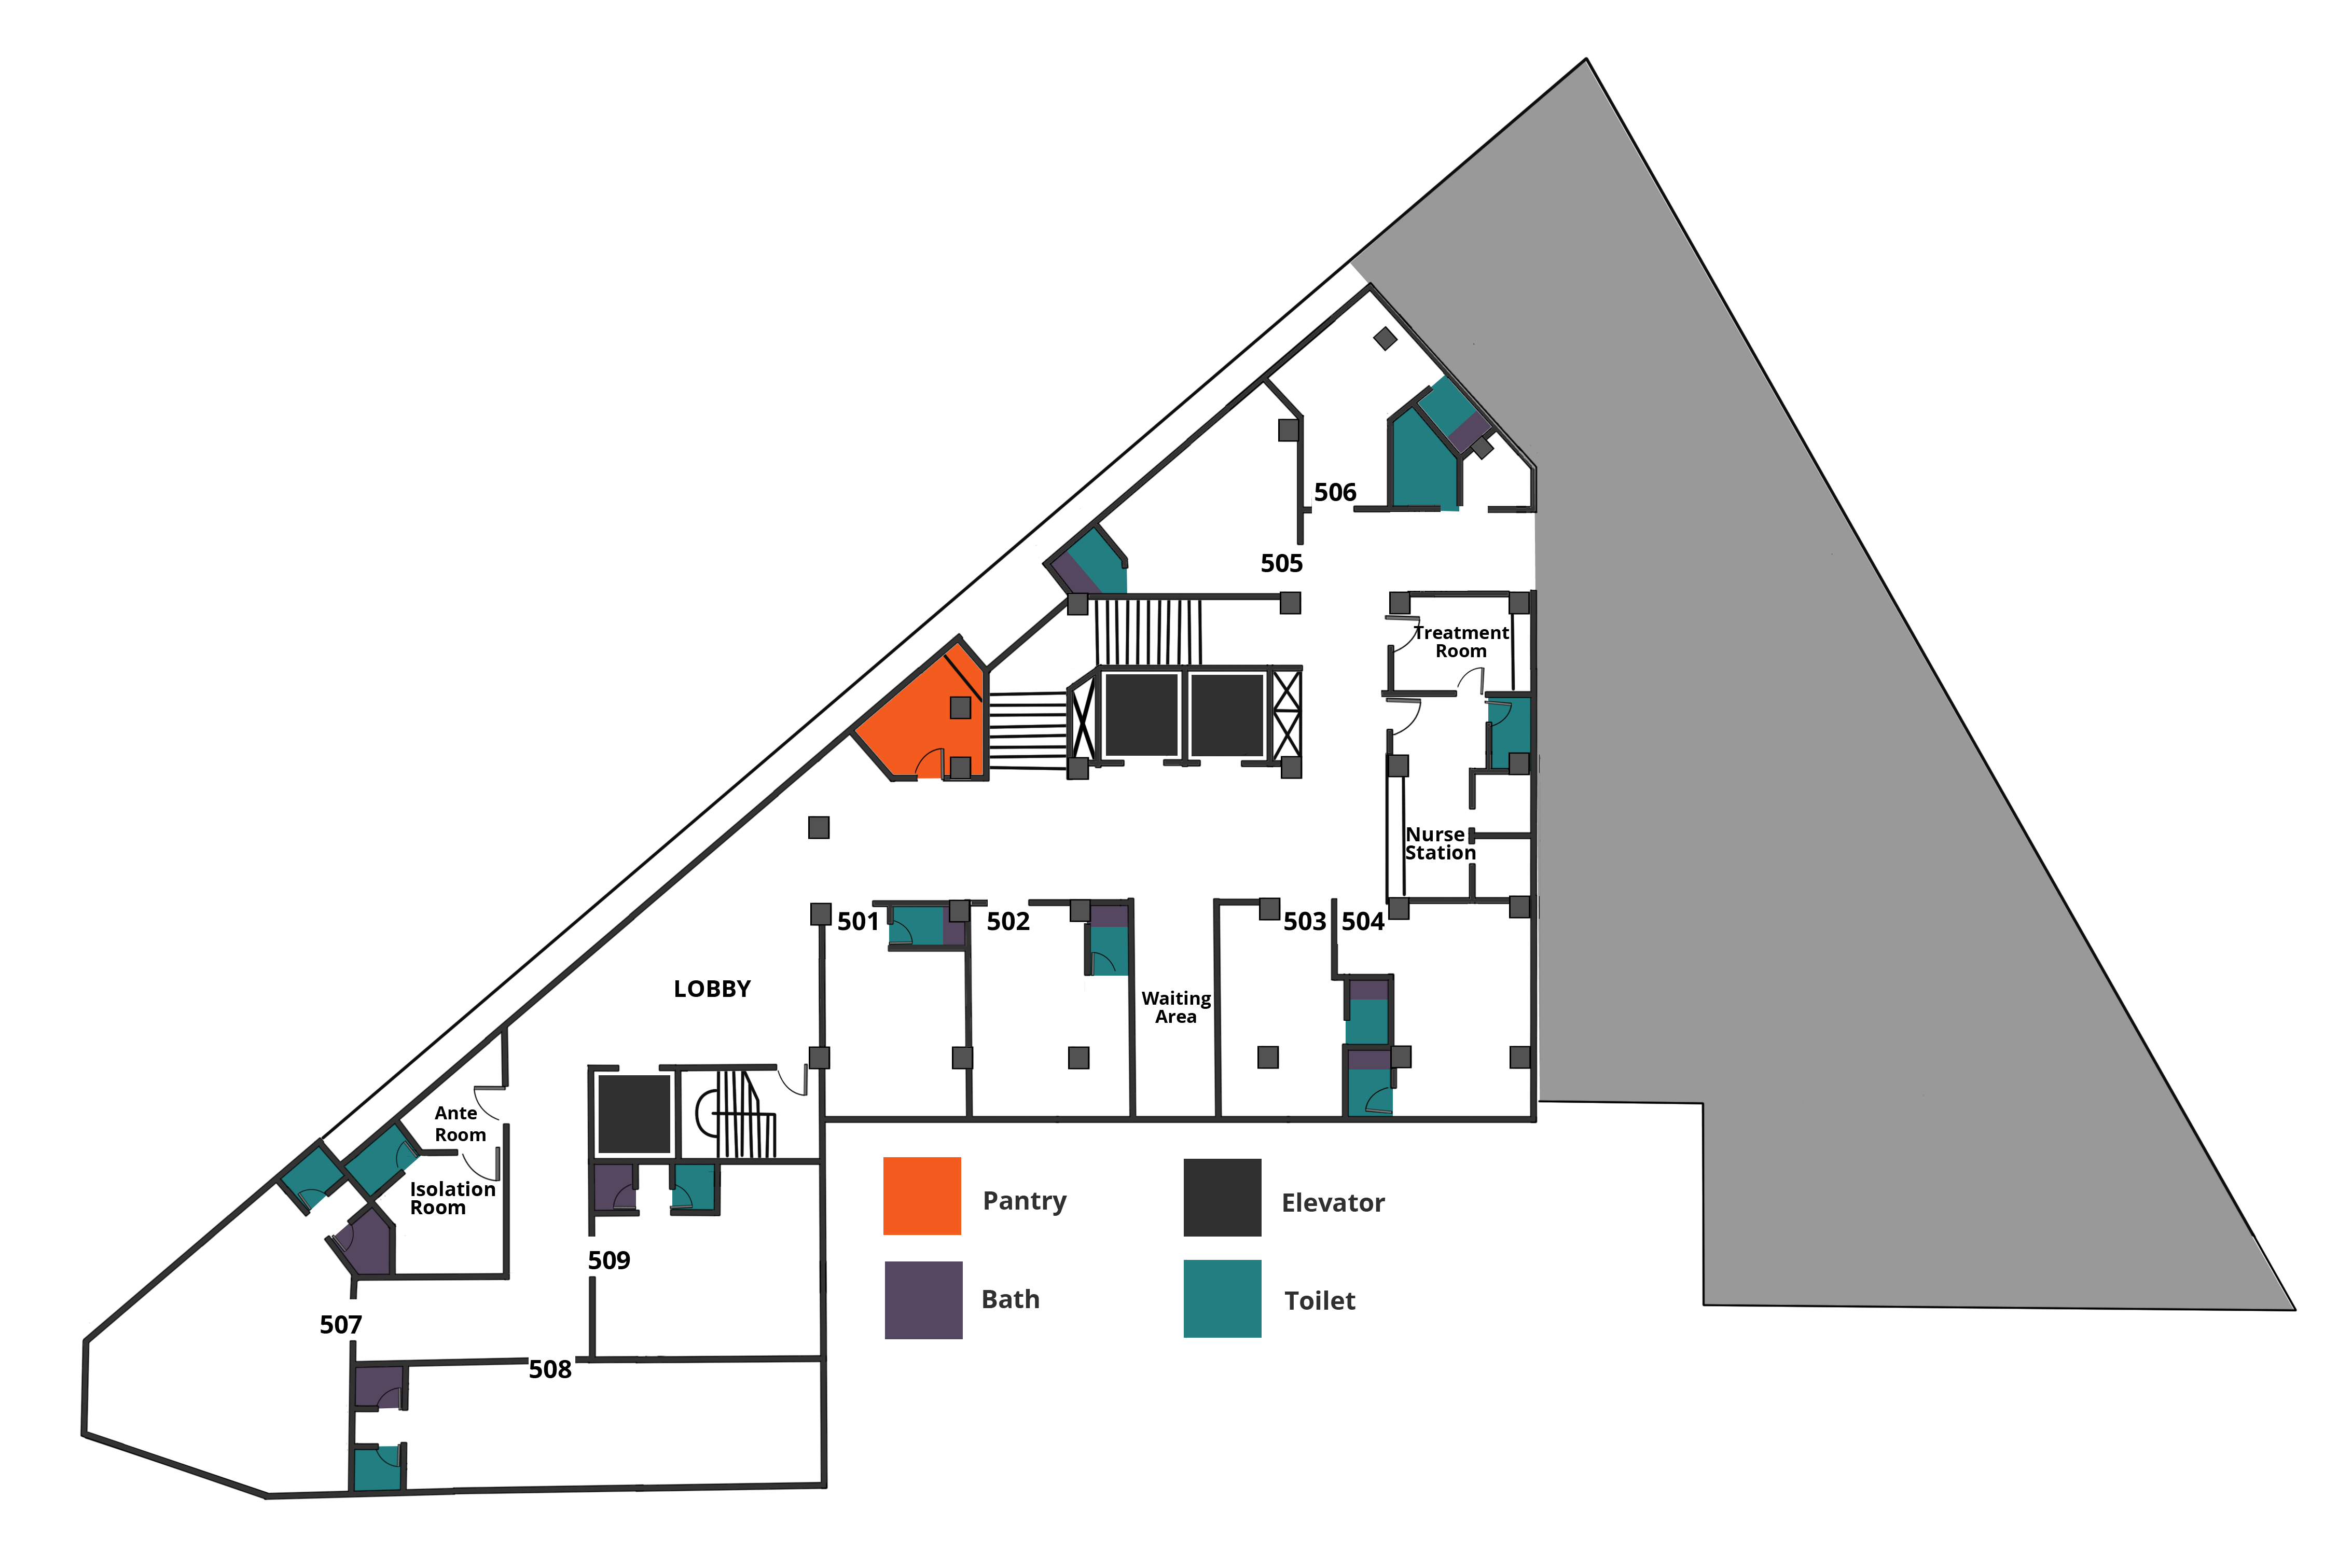 506
505
Treatment
Room
Nurse
Station
501
502
503
504
LOBBY
Waiting
Area
Ante
Room
Isolation
Room
509
507
508
Pantry
Elevator
Bath
Toilet